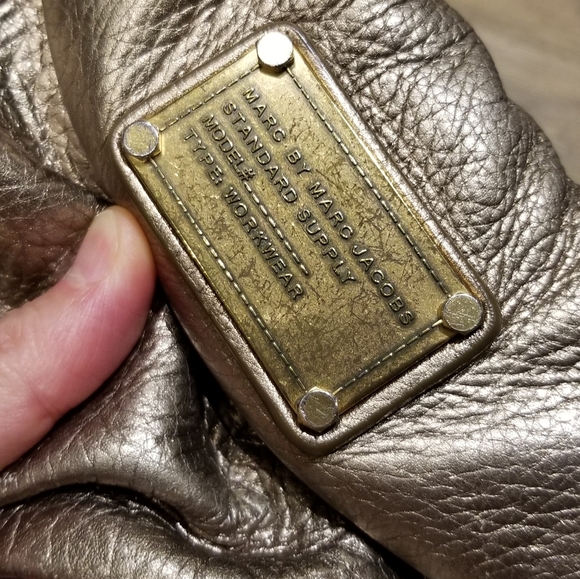 MARC BY MARC JACOBS
STANDARD SUPPLY
MODEL#
TYPE: WORKWEAR